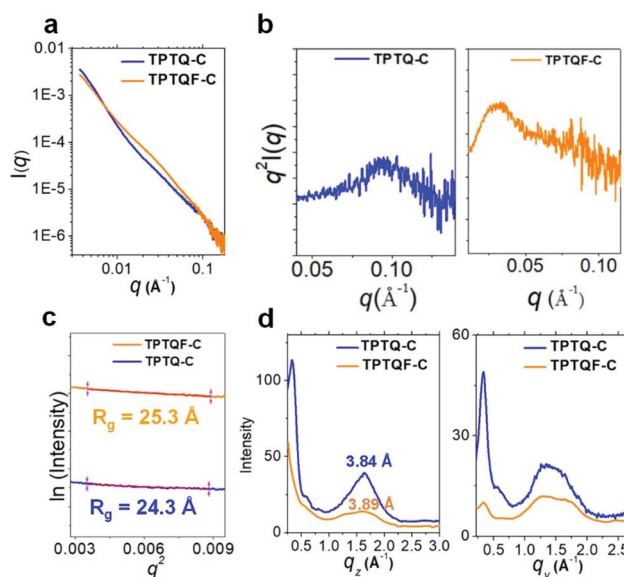 a
0.01
TPTQ-C
TPTQF-C
1E-3
1E-4
1E-5
1E-6
I(q)
0.01
0.1
q (Å⁻¹)
b
TPTQ-C
q²I(q)
0.05
0.10
q(Å⁻¹)
TPTQF-C
0.05
0.10
q (Å⁻¹)
c
TPTQF-C
TPTQ-C
Rg = 25.3 Å
Rg = 24.3 Å
ln (Intensity)
0.003
0.006
0.009
q²
d
TPTQ-C
TPTQF-C
100
50
0
Intensity
3.84 Å
3.89 Å
0.5
1.0
1.5
2.0
2.5
3.0
qz(Å⁻¹)
60
TPTQ-C
TPTQF-C
30
0
0.5
1.0
1.5
2.0
2.5